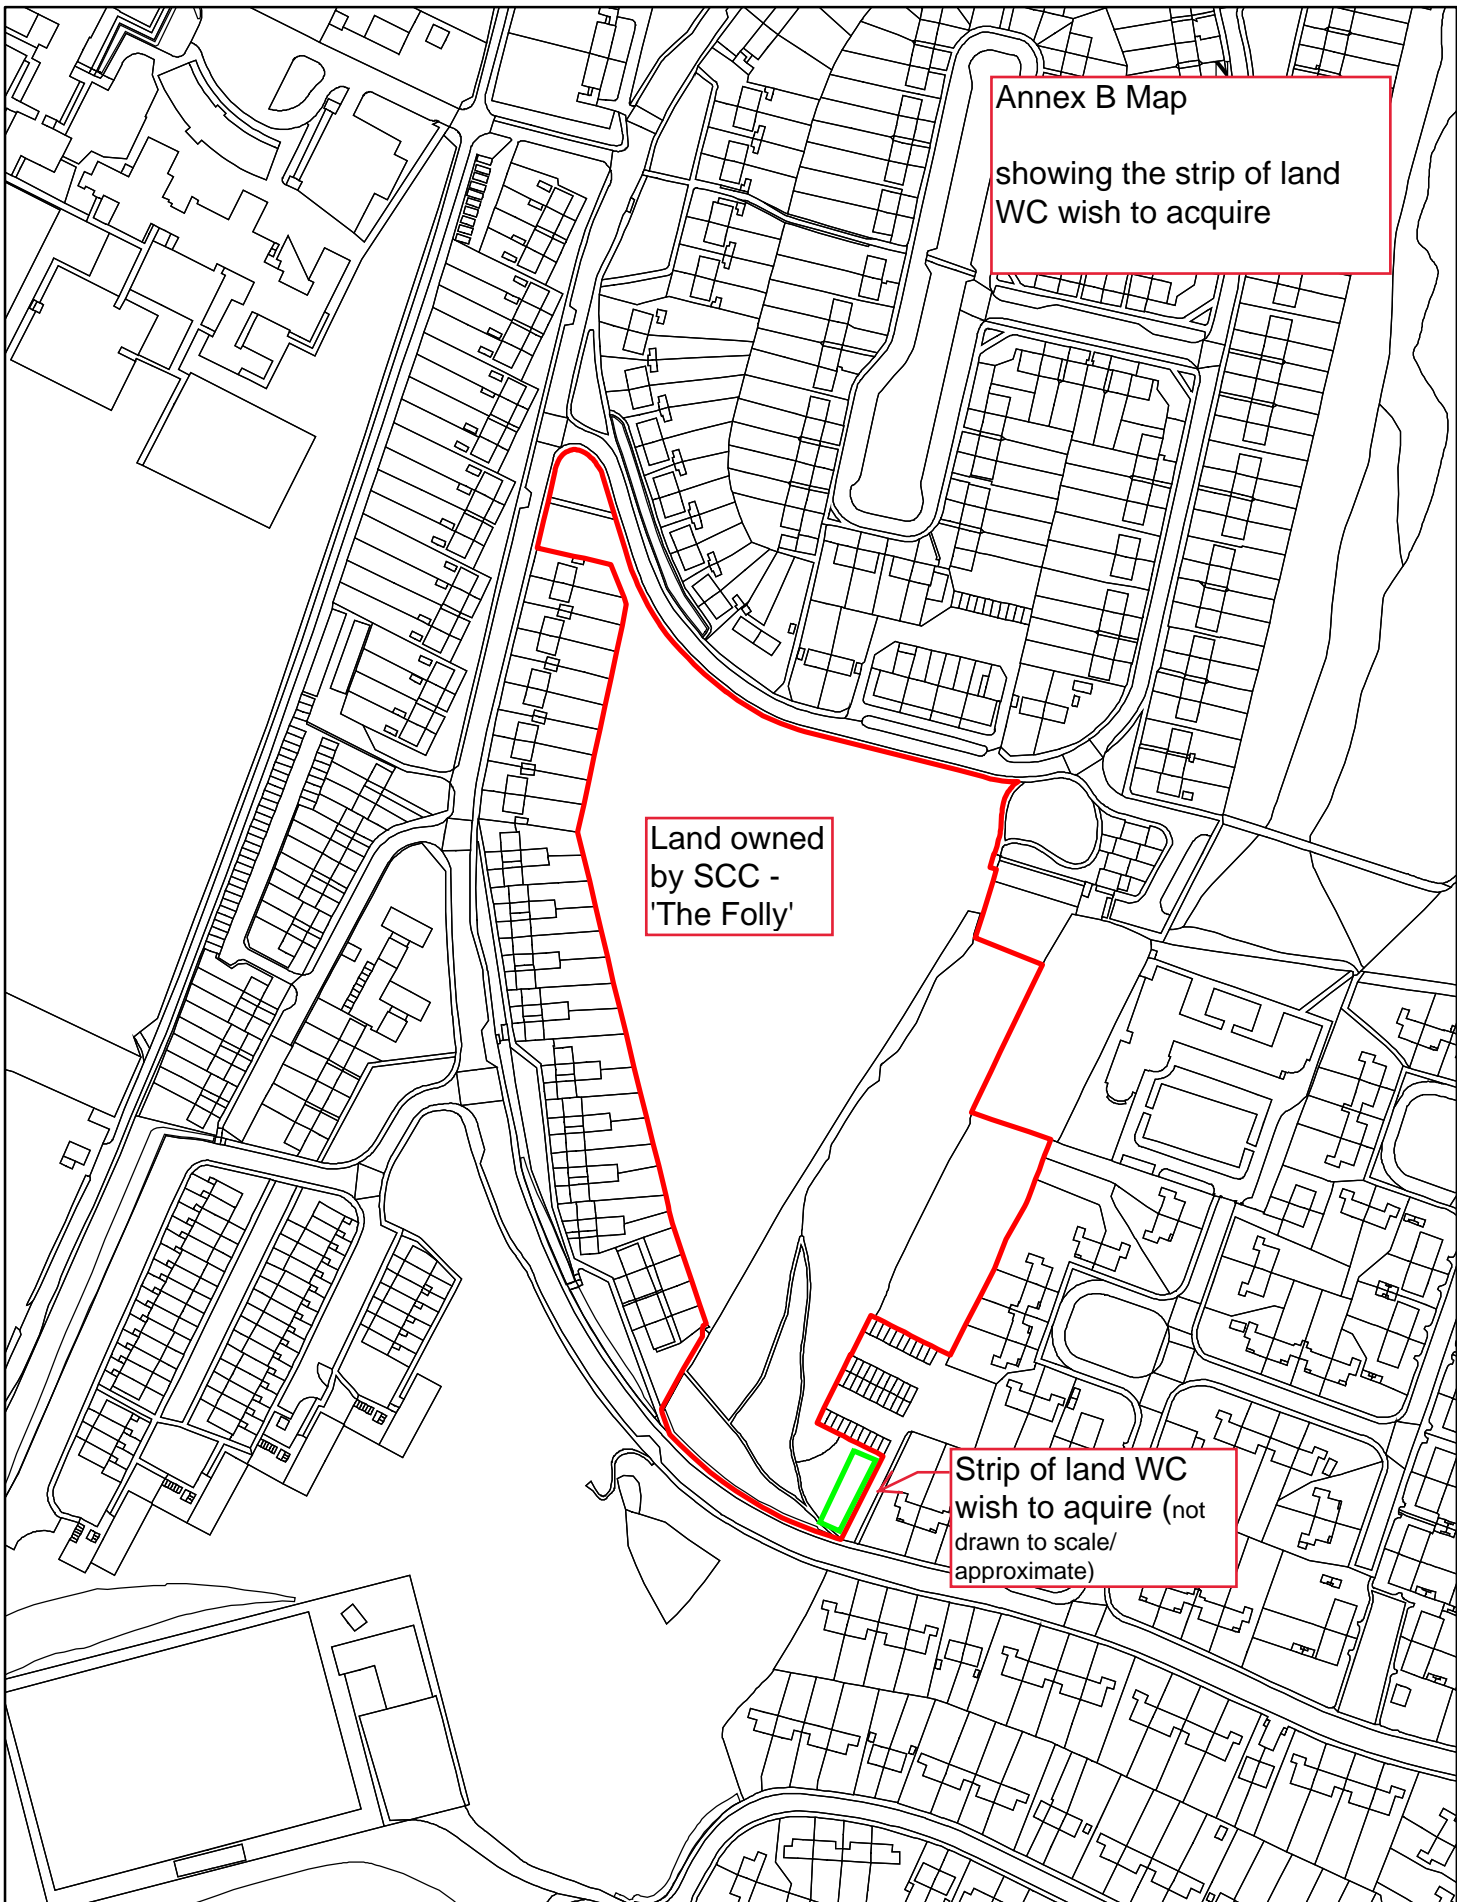 Annex B Map
showing the strip of land
WC wish to acquire
Land owned
by SCC -
'The Folly'
Strip of land WC
wish to aquire (not
drawn to scale/
approximate)